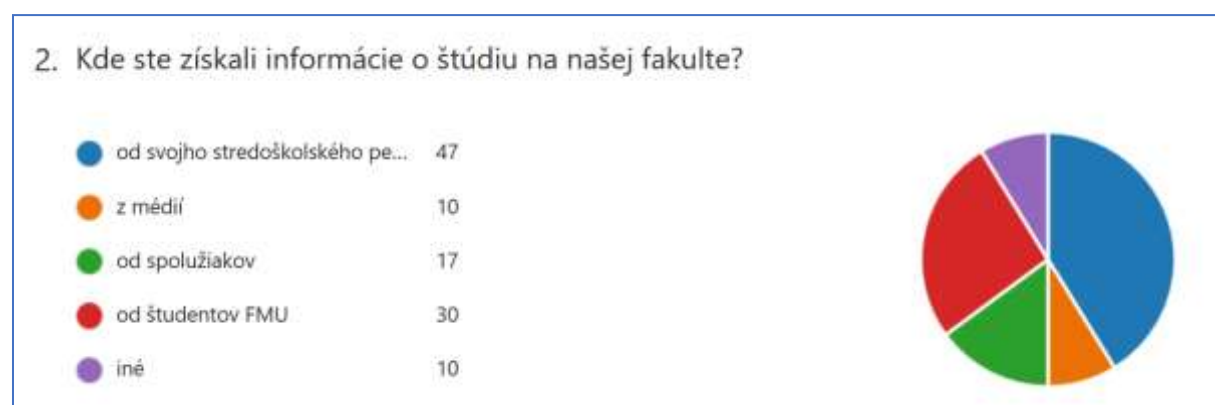 2. Kde ste získali informácie o štúdiu na našej fakulte?
od svojho stredoškolského pe... 47
z médií 10
od spolužiakov 17
od študentov FMU 30
iné 10